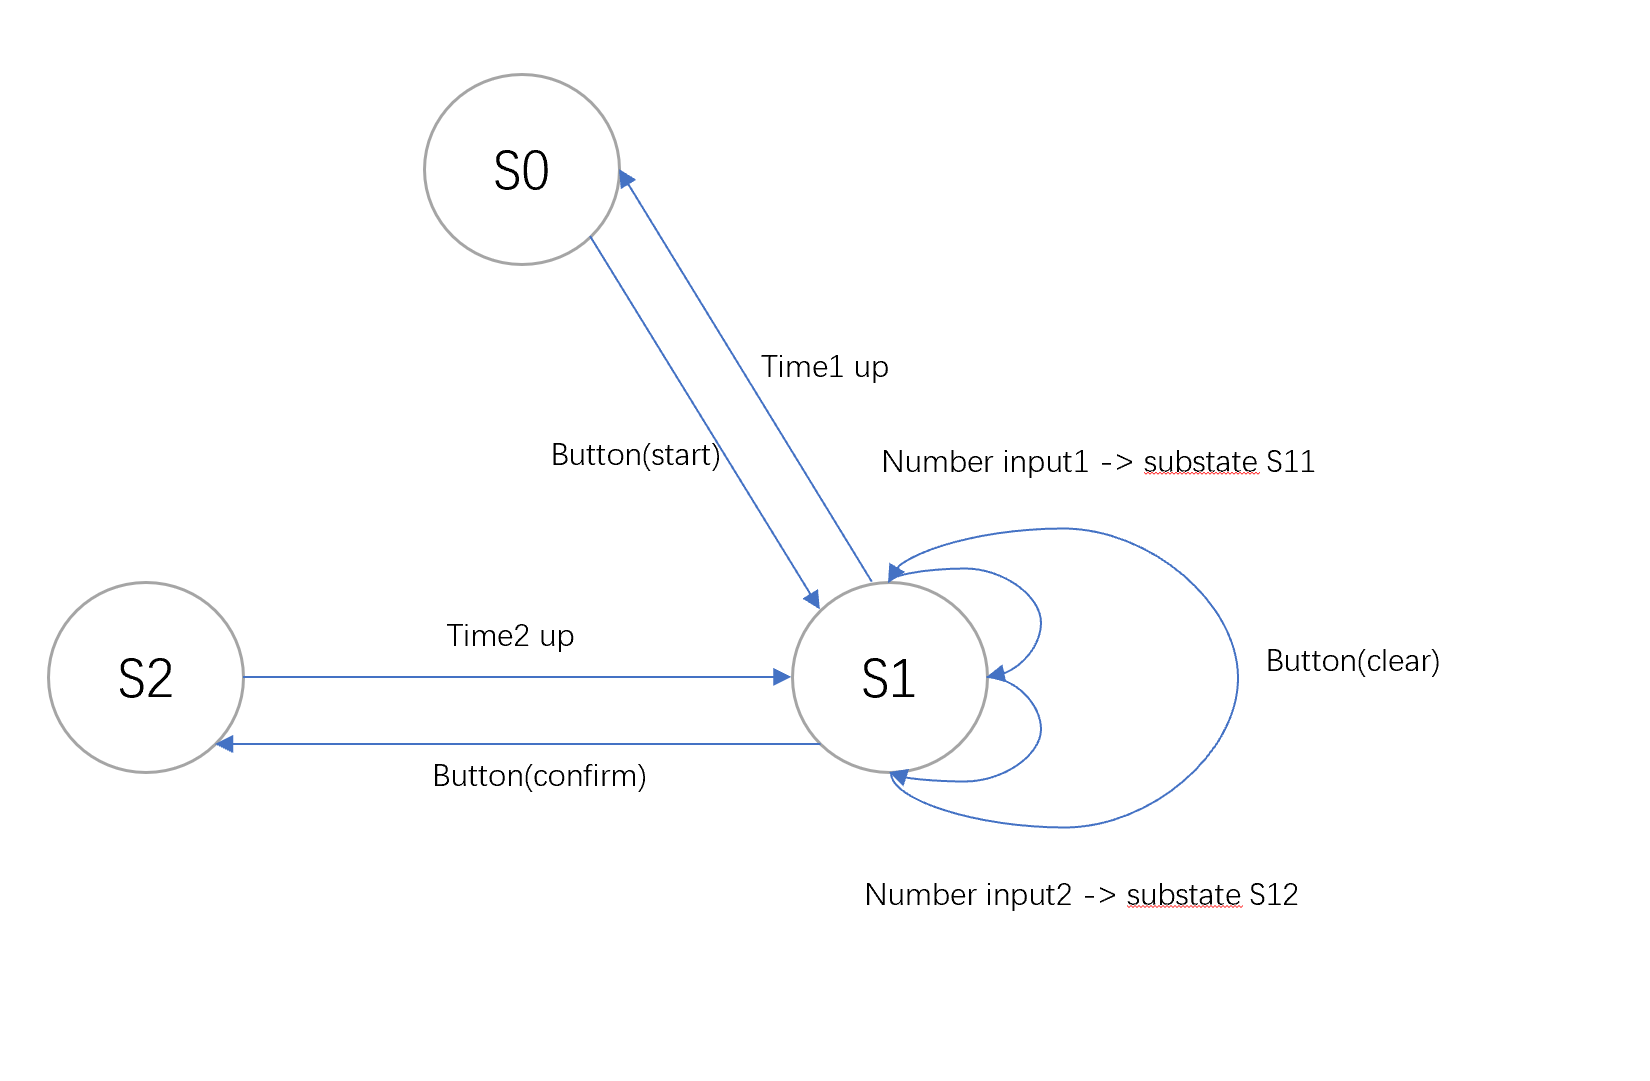 S0
Time1 up
Button(start)
Number input1 -> substate S11
Time2 up
S2
S1
Button(clear)
Button(confirm)
Number input2 -> substate S12